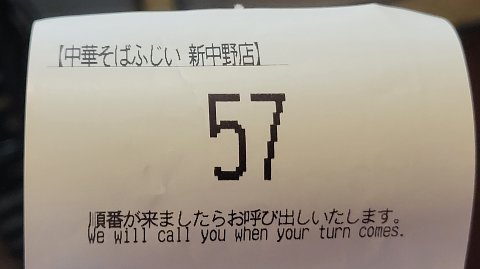 【中華そばふじい 新中野店】
57
順番が来ましたらお呼び出しいたします。
We will call you when your turn comes.